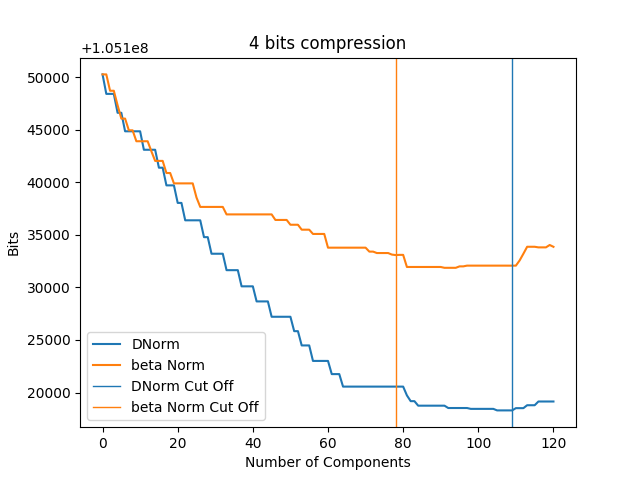 4 bits compression
+1.051e8
50000
45000
40000
35000
30000
25000
20000
Bits
0 20 40 60 80 100 120
Number of Components
DNorm
beta Norm
DNorm Cut Off
beta Norm Cut Off